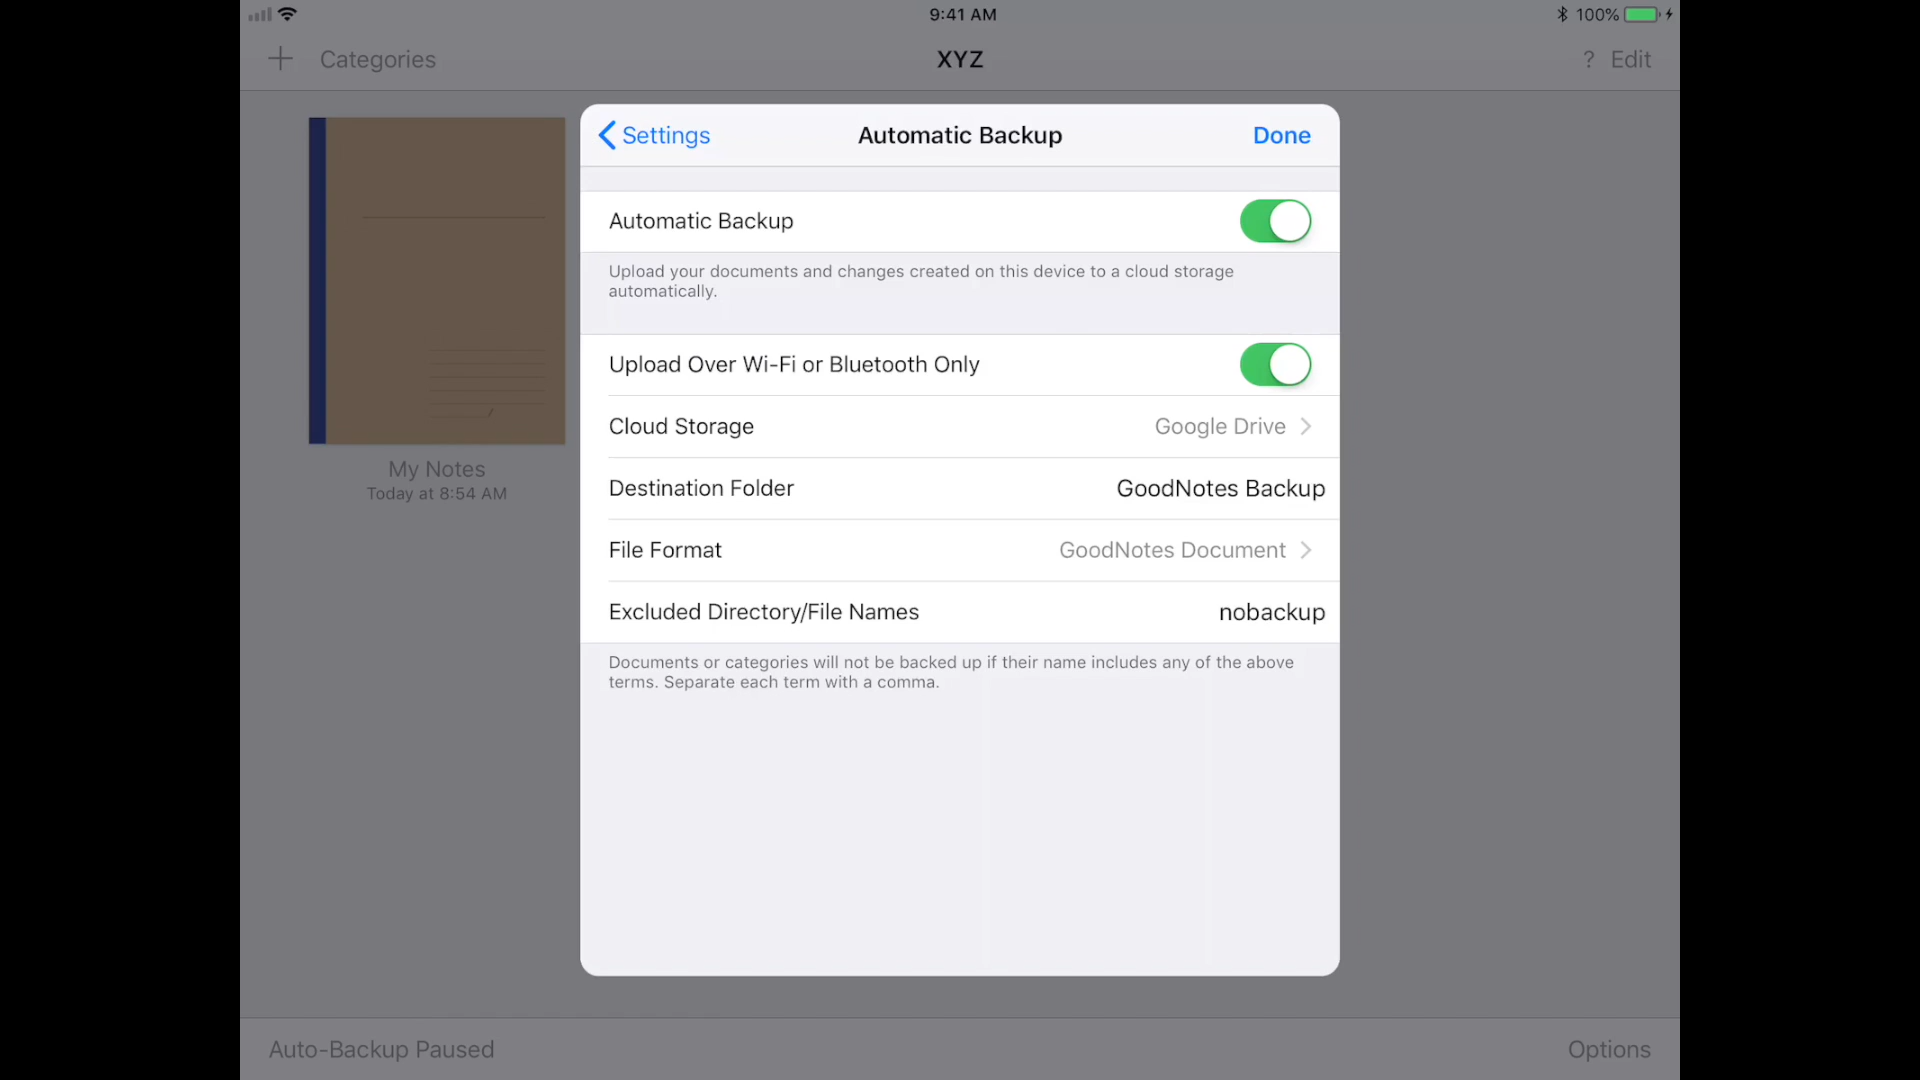 9:41 AM
100%
Categories
XYZ
? Edit
Settings
Automatic Backup
Done
Automatic Backup
Upload your documents and changes created on this device to a cloud storage
automatically.
Upload Over Wi-Fi or Bluetooth Only
Cloud Storage
Google Drive
Destination Folder
GoodNotes Backup
File Format
GoodNotes Document
Excluded Directory/File Names
nobackup
Documents or categories will not be backed up if their name includes any of the above
terms. Separate each term with a comma.
My Notes
Today at 8:54 AM
Auto-Backup Paused
Options